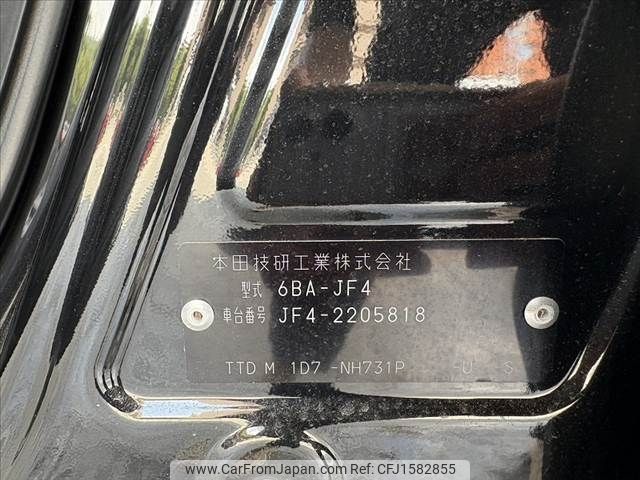 本田技研工業株式会社
型式 6BA-JF4
車台番号 JF4-2205818
TTD M 1D7 -NH731P U S
www.CarFromJapan.com - CFJ1582855